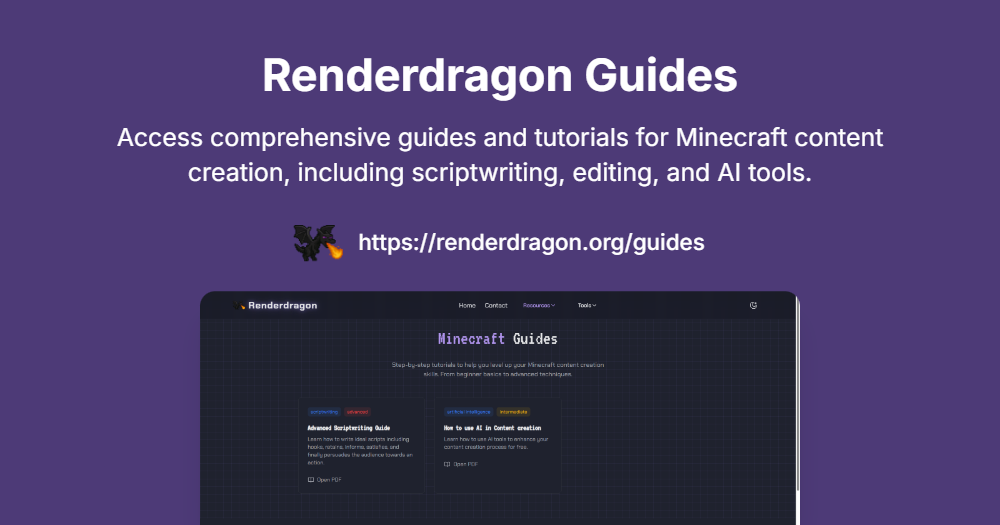 Renderdragon Guides
Access comprehensive guides and tutorials for Minecraft content
creation, including scriptwriting, editing, and AI tools.
https://renderdragon.org/guides
Renderdragon
Home Contact Resources Tools
Minecraft Guides
Step-by-step tutorials to help you level up your Minecraft content creation
skills. From beginner basics to advanced techniques.
scriptwriting advanced
Advanced Scriptwriting Guide
Learn how to write ideal scripts including
hooks, retains, informs, satisfies, and
finally persuades the audience towards an
action
Open PDF
artificial intelligence intermediate
How to use AI in Content creation
Learn how to use AI tools to enhance your
content creation process for free.
Open PDF